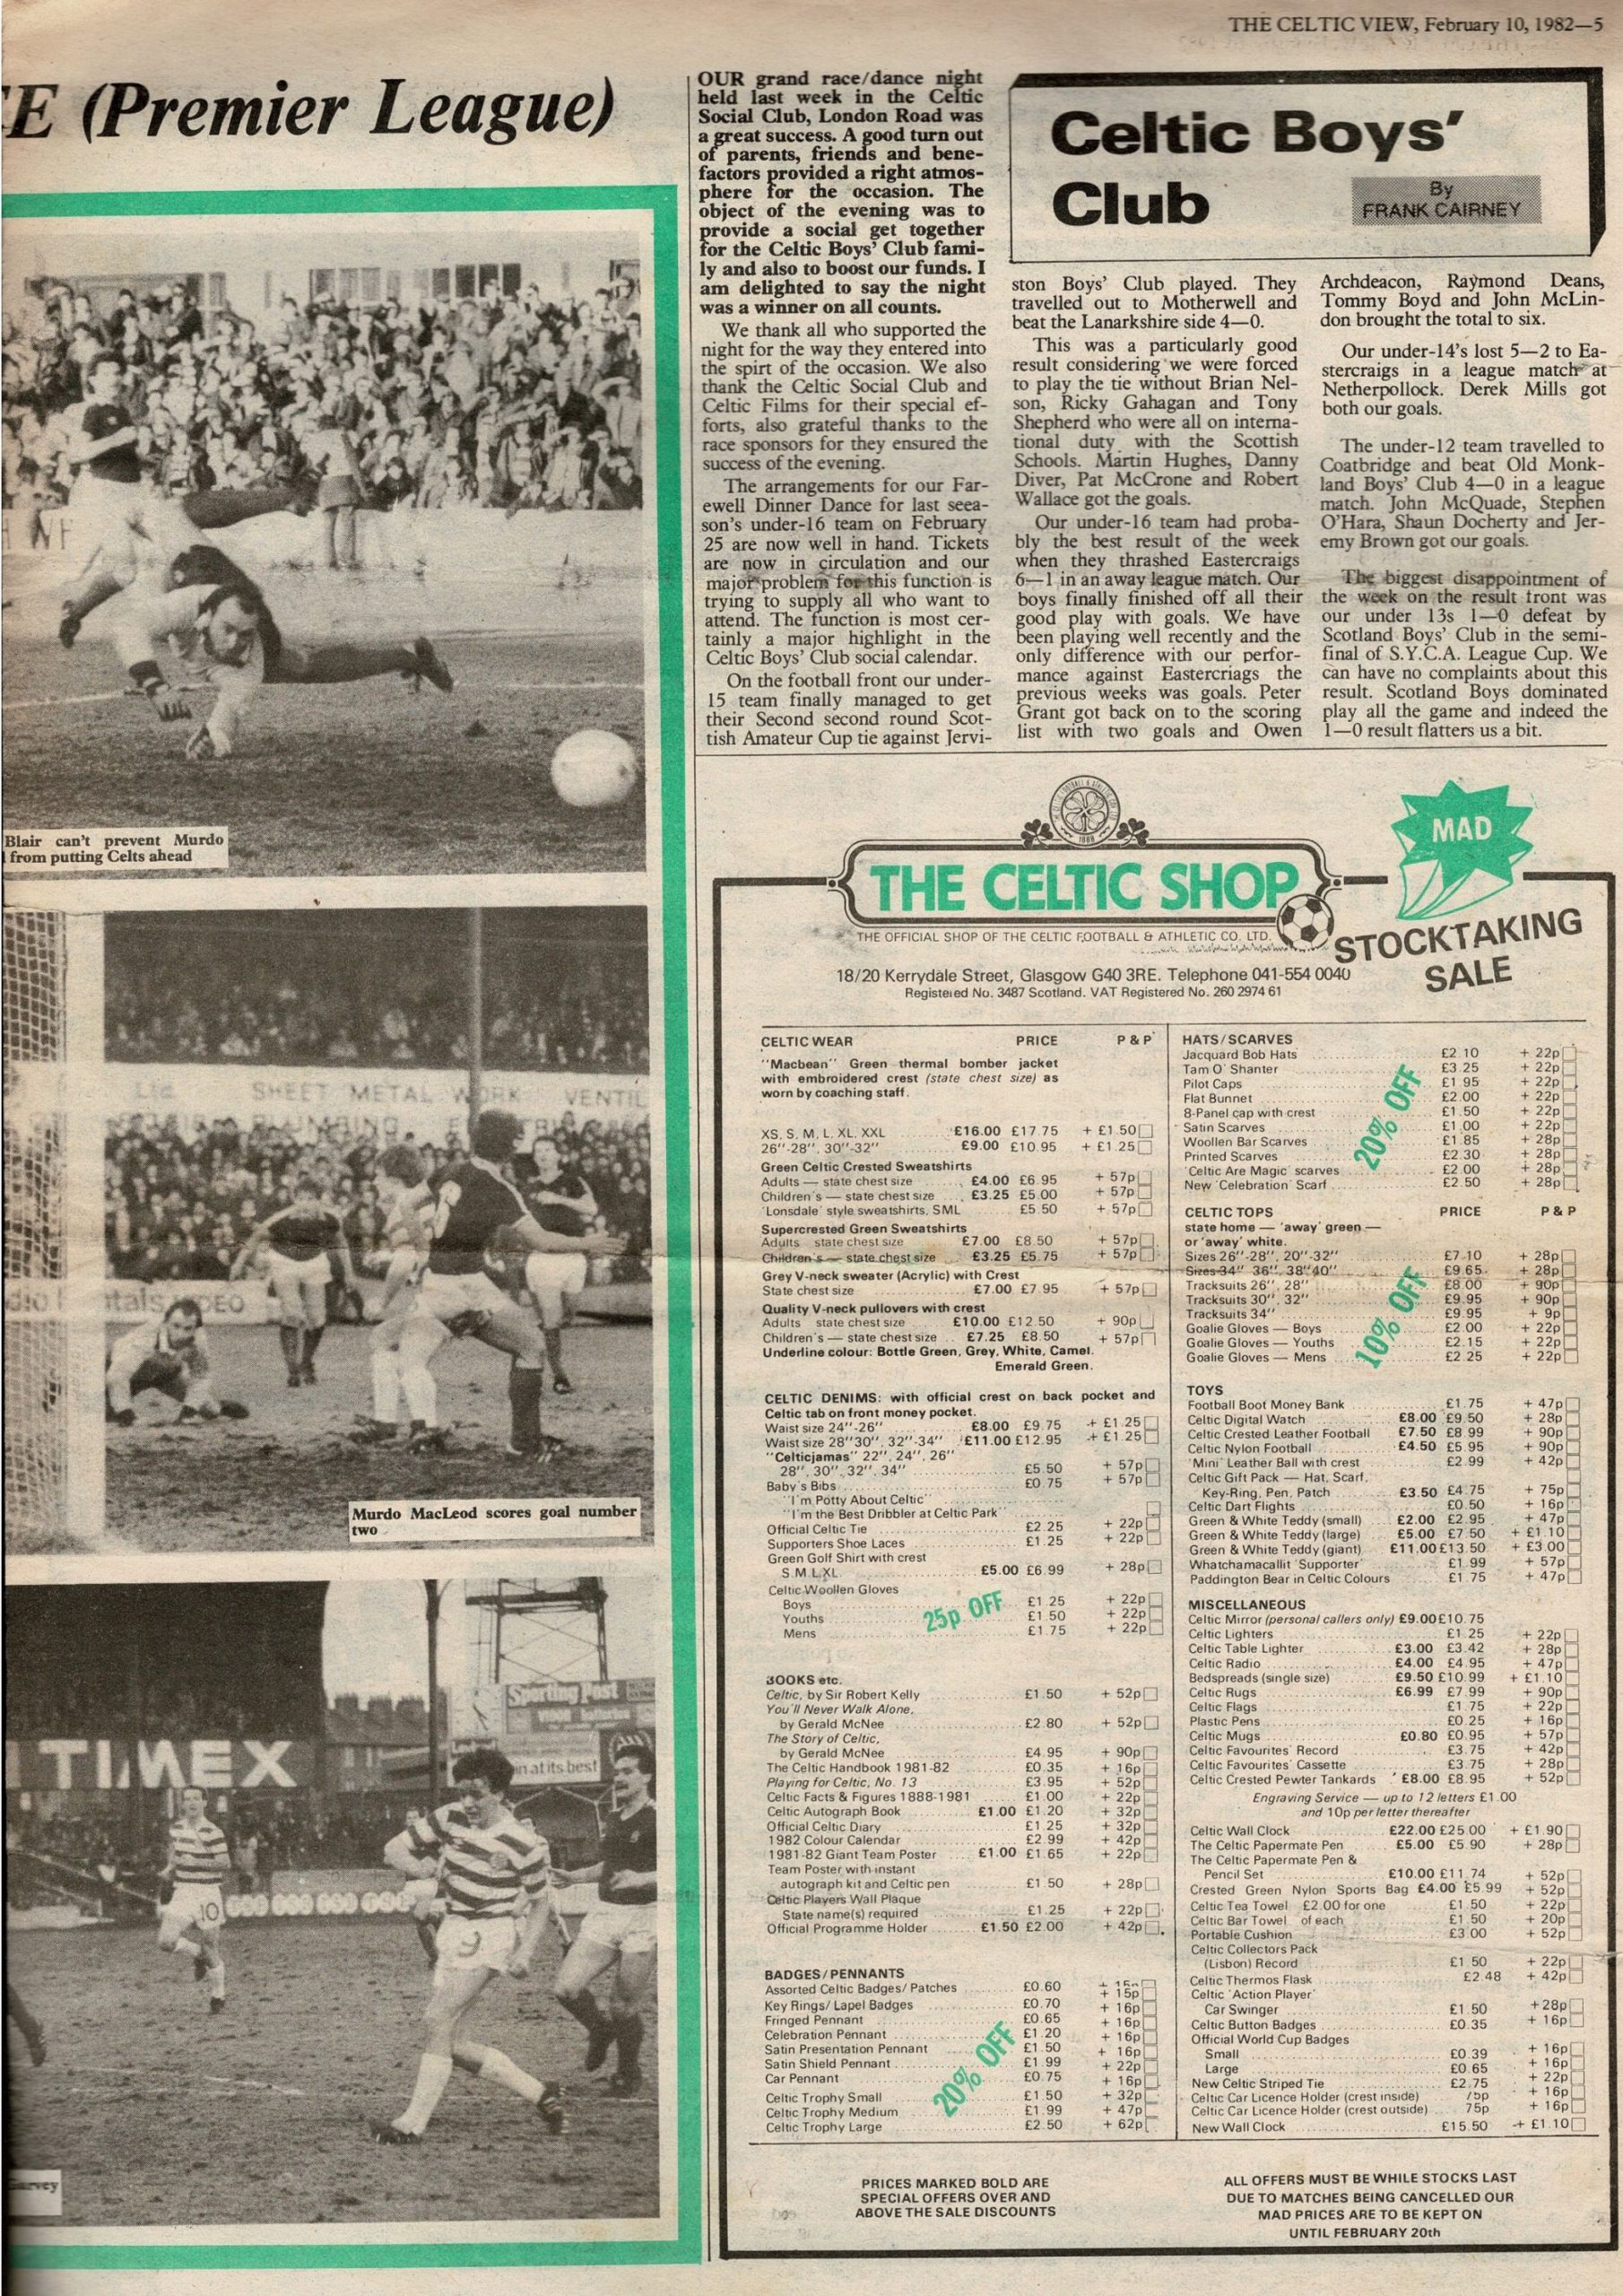 THE CELTIC VIEW, February 10, 1982—5
E (Premier League)
Blair can't prevent Murdo
from putting Celts ahead
SHEET METAL WORK VENTIL
Murdo MacLeod scores goal number
two
Sporting Post
on at its best
TIMEX
10
9
OUR grand race/dance night
held last week in the Celtic
Social Club, London Road was
a great success. A good turn out
of parents, friends and bene-
factors provided a right atmos-
phere for the occasion. The
object of the evening was to
provide a social get together
for the Celtic Boys' Club fami-
ly and also to boost our funds. I
am delighted to say the night
was a winner on all counts.
We thank all who supported the
night for the way they entered into
the spirt of the occasion. We also
thank the Celtic Social Club and
Celtic Films for their special ef-
forts, also grateful thanks to the
race sponsors for they ensured the
success of the evening.
The arrangements for our Far-
ewell Dinner Dance for last seea-
son's under-16 team on February
25 are now well in hand. Tickets
are now in circulation and our
major problem for this function is
trying to supply all who want to
attend. The function is most cer-
tainly a major highlight in the
Celtic Boys' Club social calendar.
On the football front our under-
15 team finally managed to get
their Second second round Scot-
tish Amateur Cup tie against Jervi-
Celtic Boys'
Club
By
FRANK CAIRNEY
ston Boys' Club played. They
travelled out to Motherwell and
beat the Lanarkshire side 4—0.
This was a particularly good
result considering we were forced
to play the tie without Brian Nel-
son, Ricky Gahagan and Tony
Shepherd who were all on interna-
tional duty with the Scottish
Schools. Martin Hughes, Danny
Diver, Pat McCrone and Robert
Wallace got the goals.
Our under-16 team had proba-
bly the best result of the week
when they thrashed Eastercraigs
6—1 in an away league match. Our
boys finally finished off all their
good play with goals. We have
been playing well recently and the
only difference with our perfor-
mance against Eastercriags the
previous weeks was goals. Peter
Grant got back on to the scoring
list with two goals and Owen
Archdeacon, Raymond Deans,
Tommy Boyd and John McLin-
don brought the total to six.
Our under-14's lost 5—2 to Ea-
stercraigs in a league match at
Netherpollock. Derek Mills got
both our goals.
The under-12 team travelled to
Coatbridge and beat Old Monk-
land Boys' Club 4—0 in a league
match. John McQuade, Stephen
O'Hara, Shaun Docherty and Jer-
emy Brown got our goals.
The biggest disappointment of
the week on the result front was
our under 13s 1—0 defeat by
Scotland Boys' Club in the semi-
final of S.Y.C.A. League Cup. We
can have no complaints about this
result. Scotland Boys dominated
play all the game and indeed the
1—0 result flatters us a bit.
THE CELTIC SHOP
THE OFFICIAL SHOP OF THE CELTIC FOOTBALL & ATHLETIC CO. LTD.
MAD
STOCKTAKING
SALE
18/20 Kerrydale Street, Glasgow G40 3RE. Telephone 041-554 0040
Registered No. 3487 Scotland. VAT Registered No. 260 2974 61
CELTIC WEAR PRICE P & P
"Macbean" Green thermal bomber jacket
with embroidered crest (state chest size) as
worn by coaching staff.
XS, S, M, L, XL, XXL £16.00 £17.75 + £1.50
26"-28", 30"-32" £9.00 £10.95 + £1.25
Green Celtic Crested Sweatshirts
Adults — state chest size £4.00 £6.95 + 57p
Children's — state chest size £3.25 £5.00 + 57p
'Lonsdale' style sweatshirts, SML £5.50 + 57p
Supercrested Green Sweatshirts
Adults state chest size £7.00 £8.50 + 57p
Children's — state chest size £3.25 £5.75 + 57p
Grey V-neck sweater (Acrylic) with Crest
State chest size £7.00 £7.95 + 57p
Quality V-neck pullovers with crest
Adults state chest size £10.00 £12.50 + 90p
Children's — state chest size £7.25 £8.50 + 57p
Underline colour: Bottle Green, Grey, White, Camel.
Emerald Green.
CELTIC DENIMS: with official crest on back pocket and
Celtic tab on front money pocket.
Waist size 24"-26" £8.00 £9.75 + £1.25
Waist size 28"30", 32"-34" £11.00 £12.95 + £1.25
"Celticjamas" 22", 24", 26"
28", 30", 32", 34" £5.50 + 57p
Baby's Bibs £0.75 + 57p
"I'm Potty About Celtic"
"I'm the Best Dribbler at Celtic Park"
Official Celtic Tie £2.25 + 22p
Supporters Shoe Laces £1.25 + 22p
Green Golf Shirt with crest
S.M.L.XL. £5.00 £6.99 + 28p
Celtic Woollen Gloves
Boys £1.25 + 22p
Youths £1.50 + 22p
Mens £1.75 + 22p
25p OFF
BOOKS etc.
Celtic, by Sir Robert Kelly £1.50 + 52p
You'll Never Walk Alone,
by Gerald McNee £2.80 + 52p
The Story of Celtic,
by Gerald McNee £4.95 + 90p
The Celtic Handbook 1981-82 £0.35 + 16p
Playing for Celtic, No. 13 £3.95 + 52p
Celtic Facts & Figures 1888-1981 £1.00 + 22p
Celtic Autograph Book £1.00 £1.20 + 32p
Official Celtic Diary £1.25 + 32p
1982 Colour Calendar £2.99 + 42p
1981-82 Giant Team Poster £1.00 £1.65 + 22p
Team Poster with instant
autograph kit and Celtic pen £1.50 + 28p
Celtic Players Wall Plaque
State name(s) required £1.25 + 22p
Official Programme Holder £1.50 £2.00 + 42p
BADGES/PENNANTS
Assorted Celtic Badges/Patches £0.60 + 15p
+ 15p
Key Rings/Lapel Badges £0.70 + 16p
Fringed Pennant £0.65 + 16p
Celebration Pennant £1.20 + 16p
Satin Presentation Pennant £1.50 + 16p
Satin Shield Pennant £1.99 + 22p
Car Pennant £0.75 + 16p
Celtic Trophy Small £1.50 + 32p
Celtic Trophy Medium £1.99 + 47p
Celtic Trophy Large £2.50 + 62p
20% OFF
HATS/SCARVES
Jacquard Bob Hats £2.10 + 22p
Tam O' Shanter £3.25 + 22p
Pilot Caps £1.95 + 22p
Flat Bunnet £2.00 + 22p
8-Panel cap with crest £1.50 + 22p
Satin Scarves £1.00 + 22p
Woollen Bar Scarves £1.85 + 28p
Printed Scarves £2.30 + 28p
'Celtic Are Magic' scarves £2.00 + 28p
New 'Celebration' Scarf £2.50 + 28p
20% OFF
CELTIC TOPS PRICE P & P
state home — 'away' green —
or 'away' white.
Sizes 26"-28", 20"-32" £7.10 + 28p
Sizes 34" 36", 38"40" £9.65 + 28p
Tracksuits 26", 28" £8.00 + 90p
Tracksuits 30", 32" £9.95 + 90p
Tracksuits 34" £9.95 + 9p
Goalie Gloves — Boys £2.00 + 22p
Goalie Gloves — Youths £2.15 + 22p
Goalie Gloves — Mens £2.25 + 22p
10% OFF
TOYS
Football Boot Money Bank £1.75 + 47p
Celtic Digital Watch £8.00 £9.50 + 28p
Celtic Crested Leather Football £7.50 £8.99 + 90p
Celtic Nylon Football £4.50 £5.95 + 90p
'Mini' Leather Ball with crest £2.99 + 42p
Celtic Gift Pack — Hat, Scarf,
Key-Ring, Pen, Patch £3.50 £4.75 + 75p
Celtic Dart Flights £0.50 + 16p
Green & White Teddy (small) £2.00 £2.95 + 47p
Green & White Teddy (large) £5.00 £7.50 + £1.10
Green & White Teddy (giant) £11.00 £13.50 + £3.00
Whatchamacallit 'Supporter' £1.99 + 57p
Paddington Bear in Celtic Colours £1.75 + 47p
MISCELLANEOUS
Celtic Mirror (personal callers only) £9.00 £10.75
Celtic Lighters £1.25 + 22p
Celtic Table Lighter £3.00 £3.42 + 28p
Celtic Radio £4.00 £4.95 + 47p
Bedspreads (single size) £9.50 £10.99 + £1.10
Celtic Rugs £6.99 £7.99 + 90p
Celtic Flags £1.75 + 22p
Plastic Pens £0.25 + 16p
Celtic Mugs £0.80 £0.95 + 57p
Celtic Favourites' Record £3.75 + 42p
Celtic Favourites' Cassette £3.75 + 28p
Celtic Crested Pewter Tankards £8.00 £8.95 + 52p
Engraving Service — up to 12 letters £1.00
and 10p per letter thereafter
Celtic Wall Clock £22.00 £25.00 + £1.90
The Celtic Papermate Pen £5.00 £5.90 + 28p
The Celtic Papermate Pen &
Pencil Set £10.00 £11.74 + 52p
Crested Green Nylon Sports Bag £4.00 £5.99 + 52p
Celtic Tea Towel £2.00 for one £1.50 + 22p
Celtic Bar Towel of each £1.50 + 20p
Portable Cushion £3.00 + 52p
Celtic Collectors Pack
(Lisbon) Record £1.50 + 22p
Celtic Thermos Flask £2.48 + 42p
Celtic 'Action Player'
Car Swinger £1.50 + 28p
Celtic Button Badges £0.35 + 16p
Official World Cup Badges
Small £0.39 + 16p
Large £0.65 + 16p
New Celtic Striped Tie £2.75 + 22p
Celtic Car Licence Holder (crest inside) 75p + 16p
Celtic Car Licence Holder (crest outside) 75p + 16p
New Wall Clock £15.50 + £1.10
PRICES MARKED BOLD ARE
SPECIAL OFFERS OVER AND
ABOVE THE SALE DISCOUNTS
ALL OFFERS MUST BE WHILE STOCKS LAST
DUE TO MATCHES BEING CANCELLED OUR
MAD PRICES ARE TO BE KEPT ON
UNTIL FEBRUARY 20th